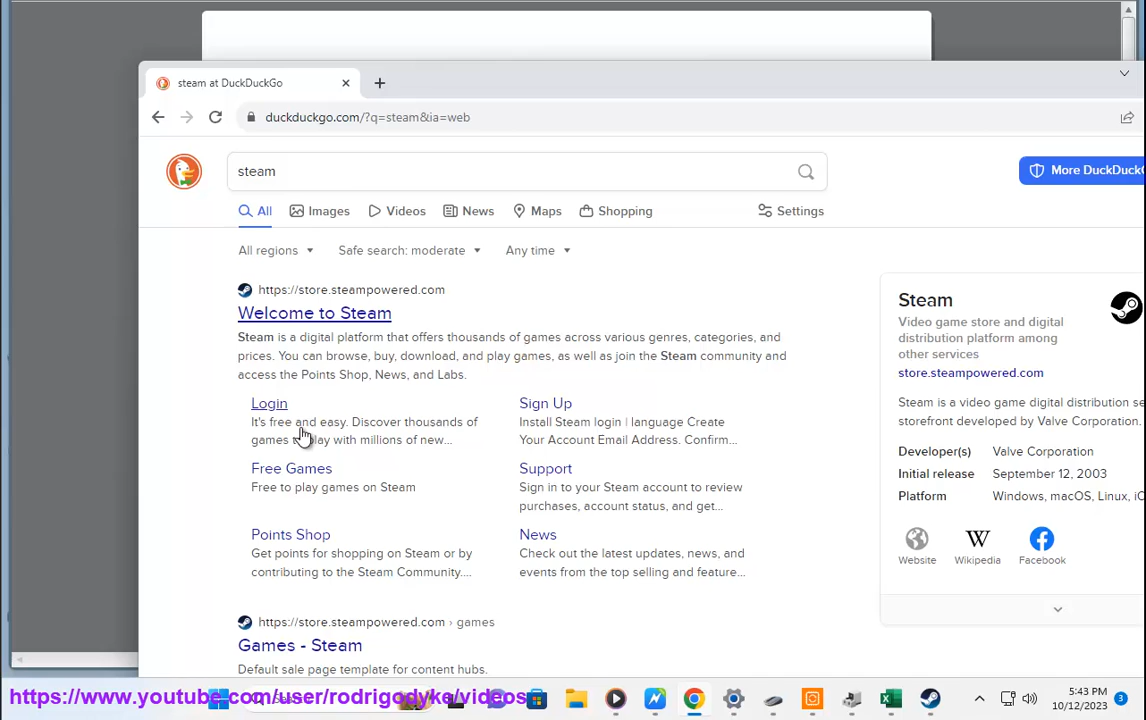 steam at DuckDuckGo
duckduckgo.com/?q=steam&ia=web
steam
More DuckDuckG
All Images Videos News Maps Shopping Settings
All regions Safe search: moderate Any time
https://store.steampowered.com
Welcome to Steam
Steam is a digital platform that offers thousands of games across various genres, categories, and
prices. You can browse, buy, download, and play games, as well as join the Steam community and
access the Points Shop, News, and Labs.
Login
It's free and easy. Discover thousands of
games to play with millions of new...
Sign Up
Install Steam login | language Create
Your Account Email Address. Confirm...
Free Games
Free to play games on Steam
Support
Sign in to your Steam account to review
purchases, account status, and get...
Points Shop
Get points for shopping on Steam or by
contributing to the Steam Community....
News
Check out the latest updates, news, and
events from the top selling and feature...
https://store.steampowered.com › games
Games - Steam
Default sale page template for content hubs.
Steam
Video game store and digital
distribution platform among
other services
store.steampowered.com
Steam is a video game digital distribution se
storefront developed by Valve Corporation.
Developer(s) Valve Corporation
Initial release September 12, 2003
Platform Windows, macOS, Linux, iO
Website Wikipedia Facebook
https://www.youtube.com/user/rodrigodyke/videos
5:43 PM
10/12/2023
3